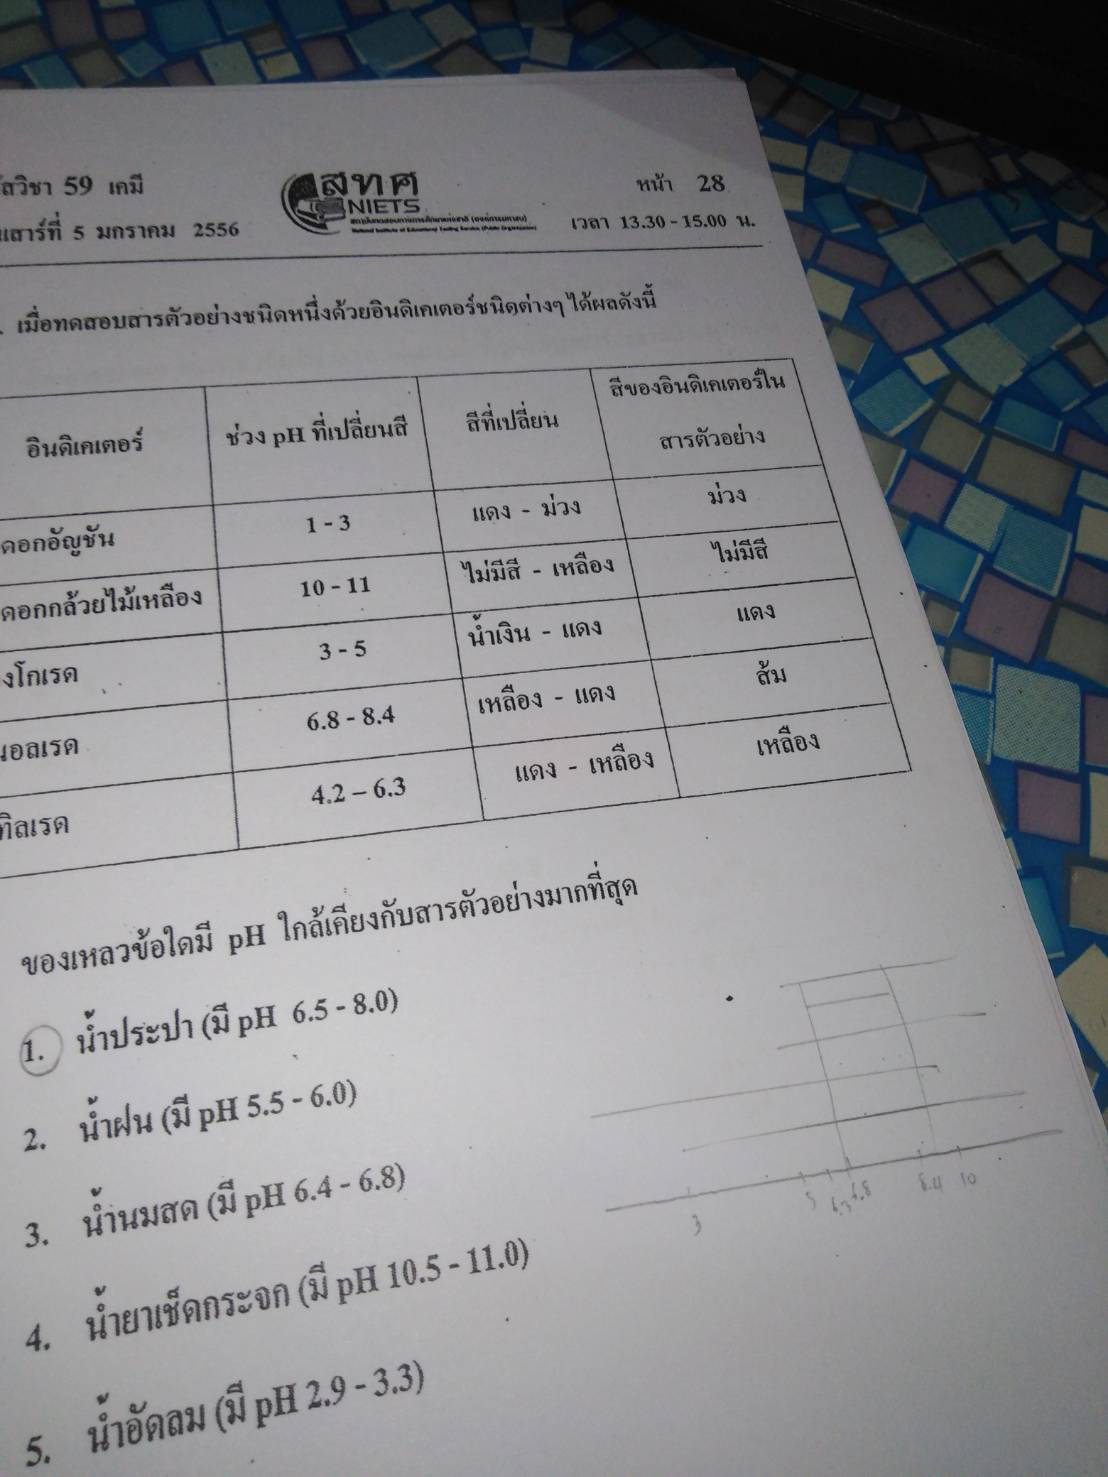 วิชา 59 เคมี
สทศ
NIETS
หน้า 28
เสาร์ที่ 5 มกราคม 2556
เวลา 13.30 - 15.00 น.
เมื่อทดสอบสารตัวอย่างชนิดหนึ่งด้วยอินดิเคเตอร์ชนิดต่างๆ ได้ผลดังนี้
อินดิเคเตอร์ ช่วง pH ที่เปลี่ยนสี สีที่เปลี่ยน สีของอินดิเคเตอร์ใน
สารตัวอย่าง
ดอกอัญชัน 1 - 3 แดง - ม่วง ม่วง
ดอกกล้วยไม้เหลือง 10 - 11 ไม่มีสี - เหลือง ไม่มีสี
งโกเรด 3 - 5 น้ำเงิน - แดง แดง
นอลเรด 6.8 - 8.4 เหลือง - แดง ส้ม
ทิลเรด 4.2 – 6.3 แดง - เหลือง เหลือง
ของเหลวข้อใดมี pH ใกล้เคียงกับสารตัวอย่างมากที่สุด
1. น้ำประปา (มี pH 6.5 - 8.0)
2. น้ำฝน (มี pH 5.5 - 6.0)
3. น้ำนมสด (มี pH 6.4 - 6.8)
4. น้ำยาเช็ดกระจก (มี pH 10.5 - 11.0)
5. น้ำอัดลม (มี pH 2.9 - 3.3)
3 5 6.3 6.8 8.4 10